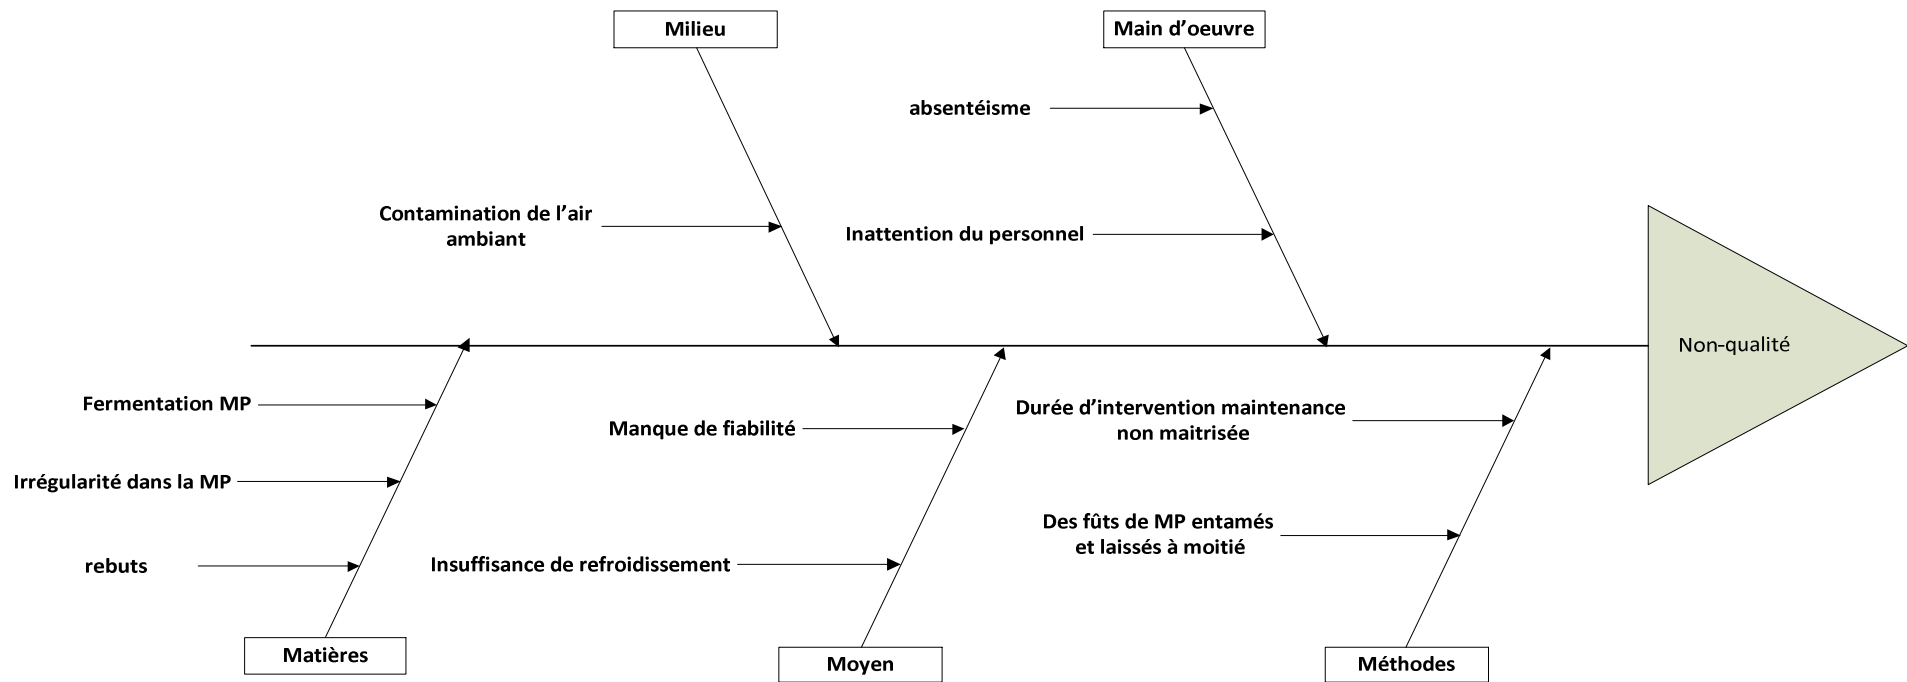 Milieu
Main d’oeuvre
absentéisme
Contamination de l’air
ambiant
Inattention du personnel
Non-qualité
Fermentation MP
Manque de fiabilité
Durée d’intervention maintenance
non maitrisée
Irrégularité dans la MP
Des fûts de MP entamés
et laissés à moitié
rebuts
Insuffisance de refroidissement
Matières
Moyen
Méthodes